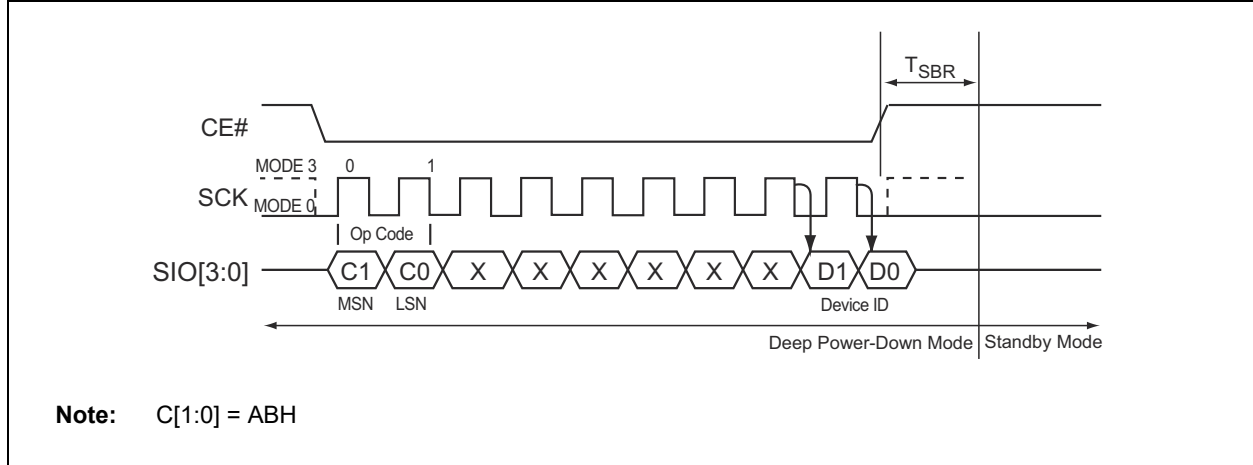 TSBR
CE#
MODE 3 0 1
SCK
MODE 0
Op Code
SIO[3:0] C1 C0 X X X X X X D1 D0
MSN LSN Device ID
Deep Power-Down Mode Standby Mode
Note: C[1:0] = ABH